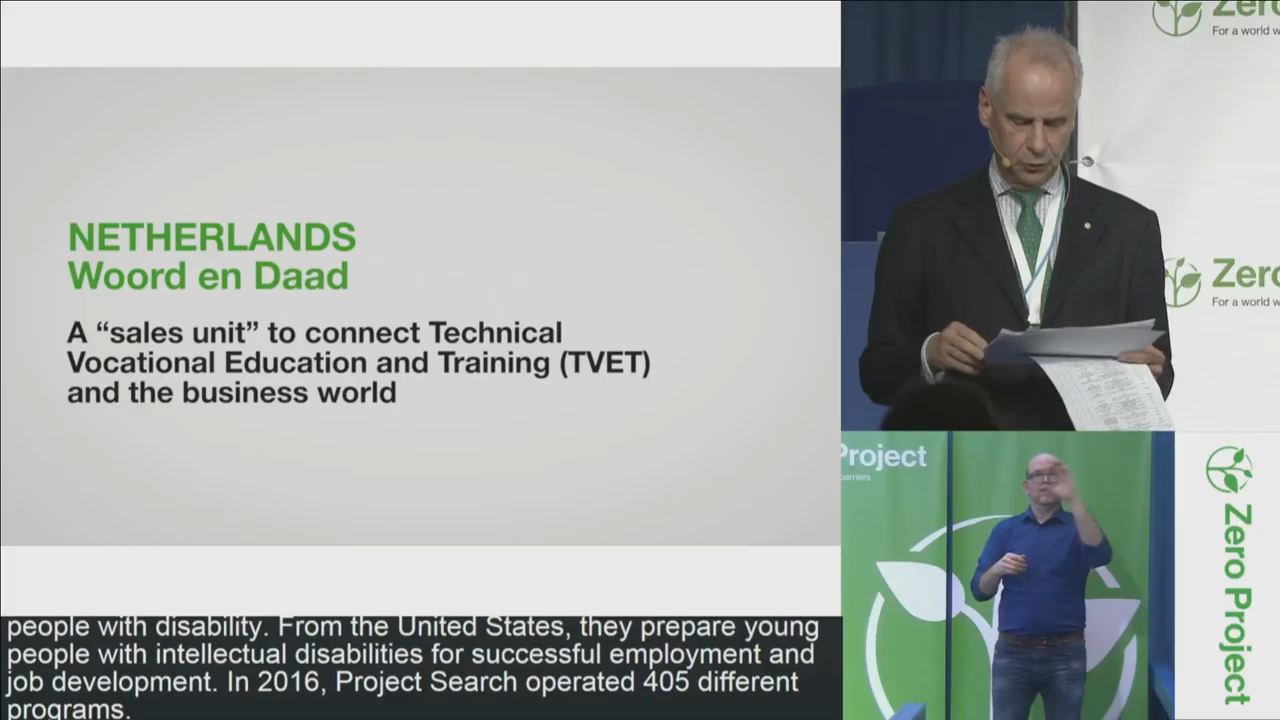 NETHERLANDS
Woord en Daad
A “sales unit” to connect Technical
Vocational Education and Training (TVET)
and the business world
people with disability. From the United States, they prepare young
people with intellectual disabilities for successful employment and
job development. In 2016, Project Search operated 405 different
programs.
Zero
For a world w
Zero
For a world w
Project
barriers
Zero Project